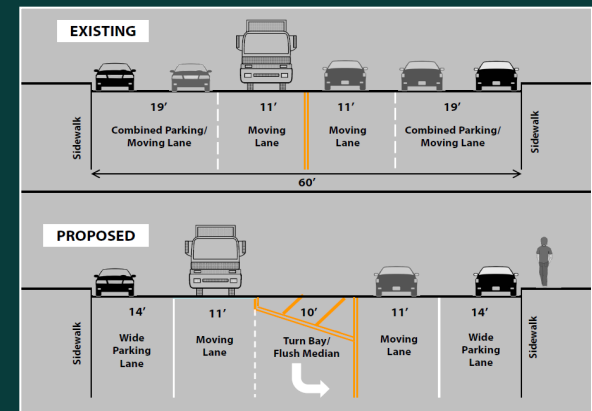 EXISTING
19’ 11’ 11’ 19’
Sidewalk
Combined Parking/
Moving Lane
Moving
Lane
Moving
Lane
Combined Parking/
Moving Lane
Sidewalk
60’
PROPOSED
14’ 11’ 10’ 11’ 14’
Sidewalk
Wide
Parking
Lane
Moving
Lane
Turn Bay/
Flush Median
Moving
Lane
Wide
Parking
Lane
Sidewalk